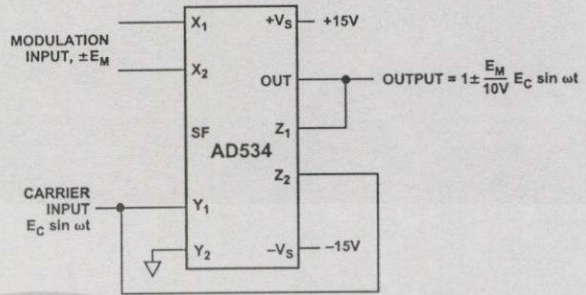 MODULATION
INPUT, ±E_M
X₁
X₂
SF
AD534
Y₁
Y₂
CARRIER
INPUT
E_C sin ωt
+V_S
+15V
OUT
OUTPUT = 1± E_M/10V E_C sin ωt
Z₁
Z₂
–V_S
–15V